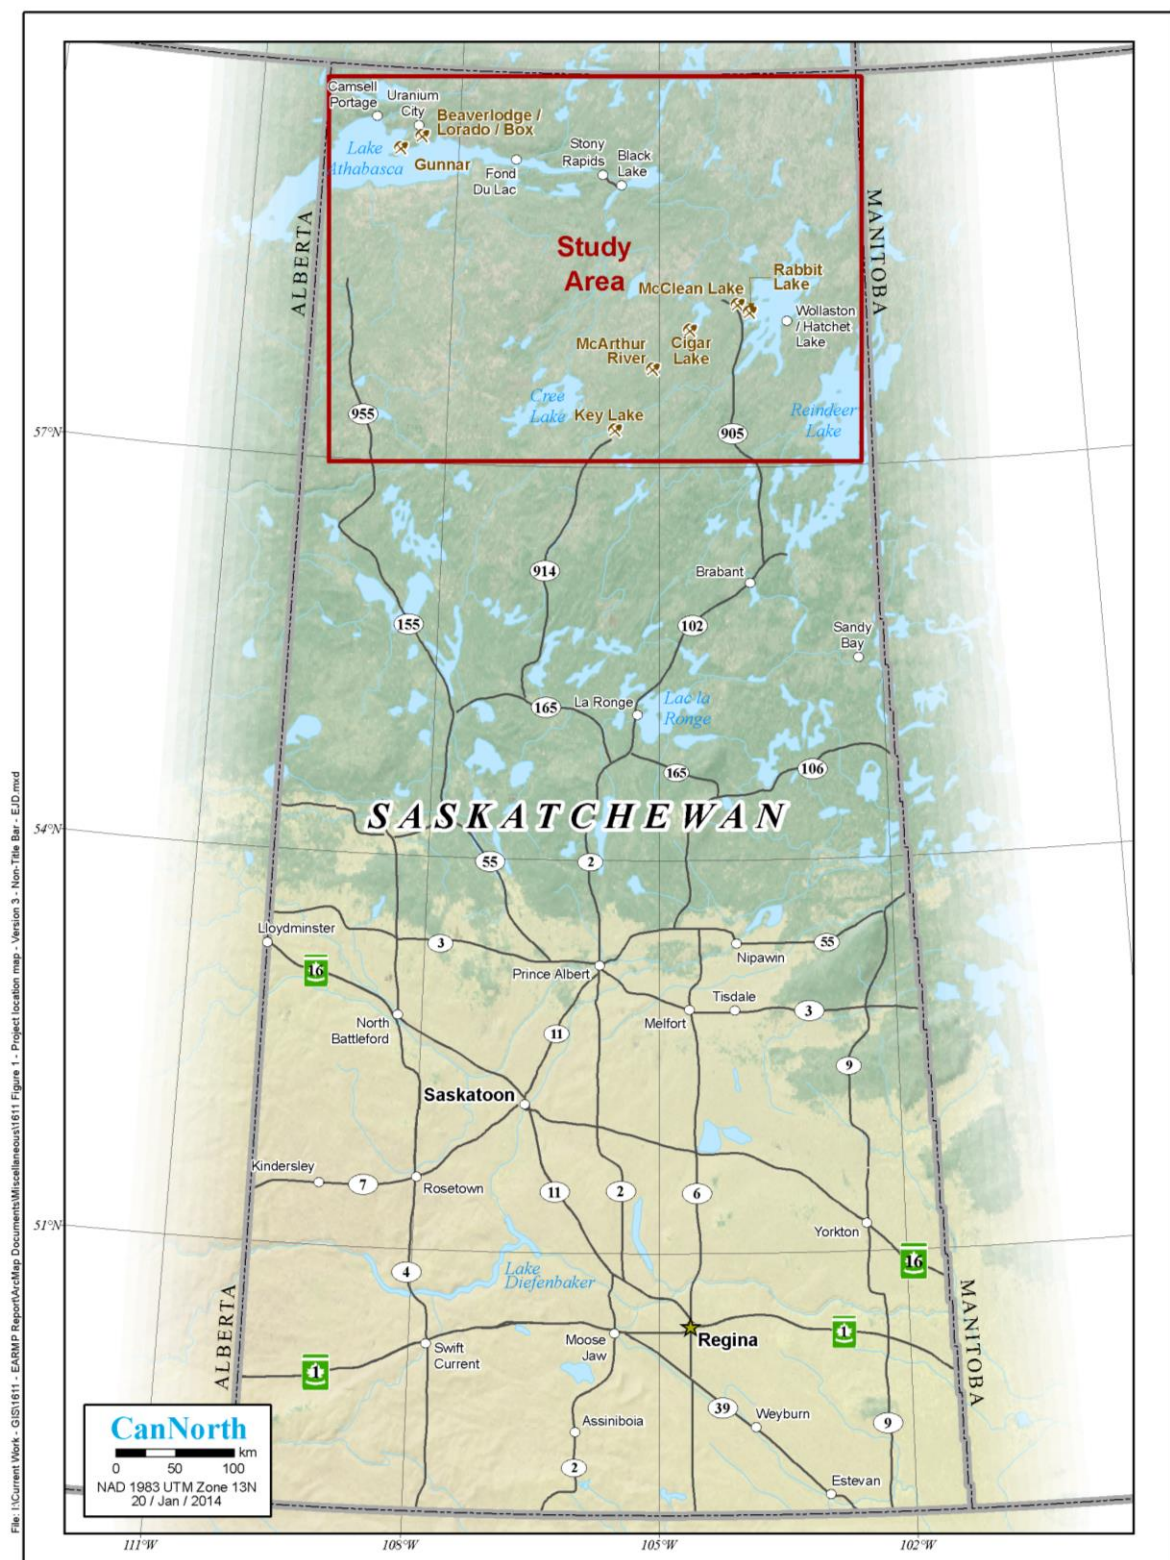 Camsell
Portage
Uranium
City
Beaverlodge /
Lorado / Box
Lake
Athabasca
Gunnar
Fond
Du Lac
Stony
Rapids
Black
Lake
ALBERTA
MANITOBA
Study
Area
McClean Lake
Rabbit
Lake
Wollaston
/ Hatchet
Lake
McArthur
River
Cigar
Lake
Cree
Lake
Key Lake
Reindeer
Lake
955
905
57°N
914
Brabant
155
102
Sandy
Bay
La Ronge
Lac la
Ronge
165
165
106
SASKATCHEWAN
54°N
55
2
Lloydminster
3
16
Prince Albert
Nipawin
55
North
Battleford
11
Melfort
Tisdale
3
9
Saskatoon
Kindersley
7
Rosetown
11
2
6
Yorkton
16
51°N
4
Lake
Diefenbaker
ALBERTA
MANITOBA
1
Swift
Current
Moose
Jaw
Regina
1
39
Weyburn
9
Assiniboia
2
Estevan
CanNorth
km
0 50 100
NAD 1983 UTM Zone 13N
20 / Jan / 2014
111°W 108°W 105°W 102°W
File: I:\Current Work - GIS\1611 - EARMP Report\ArcMap Documents\Miscellaneous\1611 Figure 1 - Project location map - Version 3 - Non-Title Bar - EJD.mxd